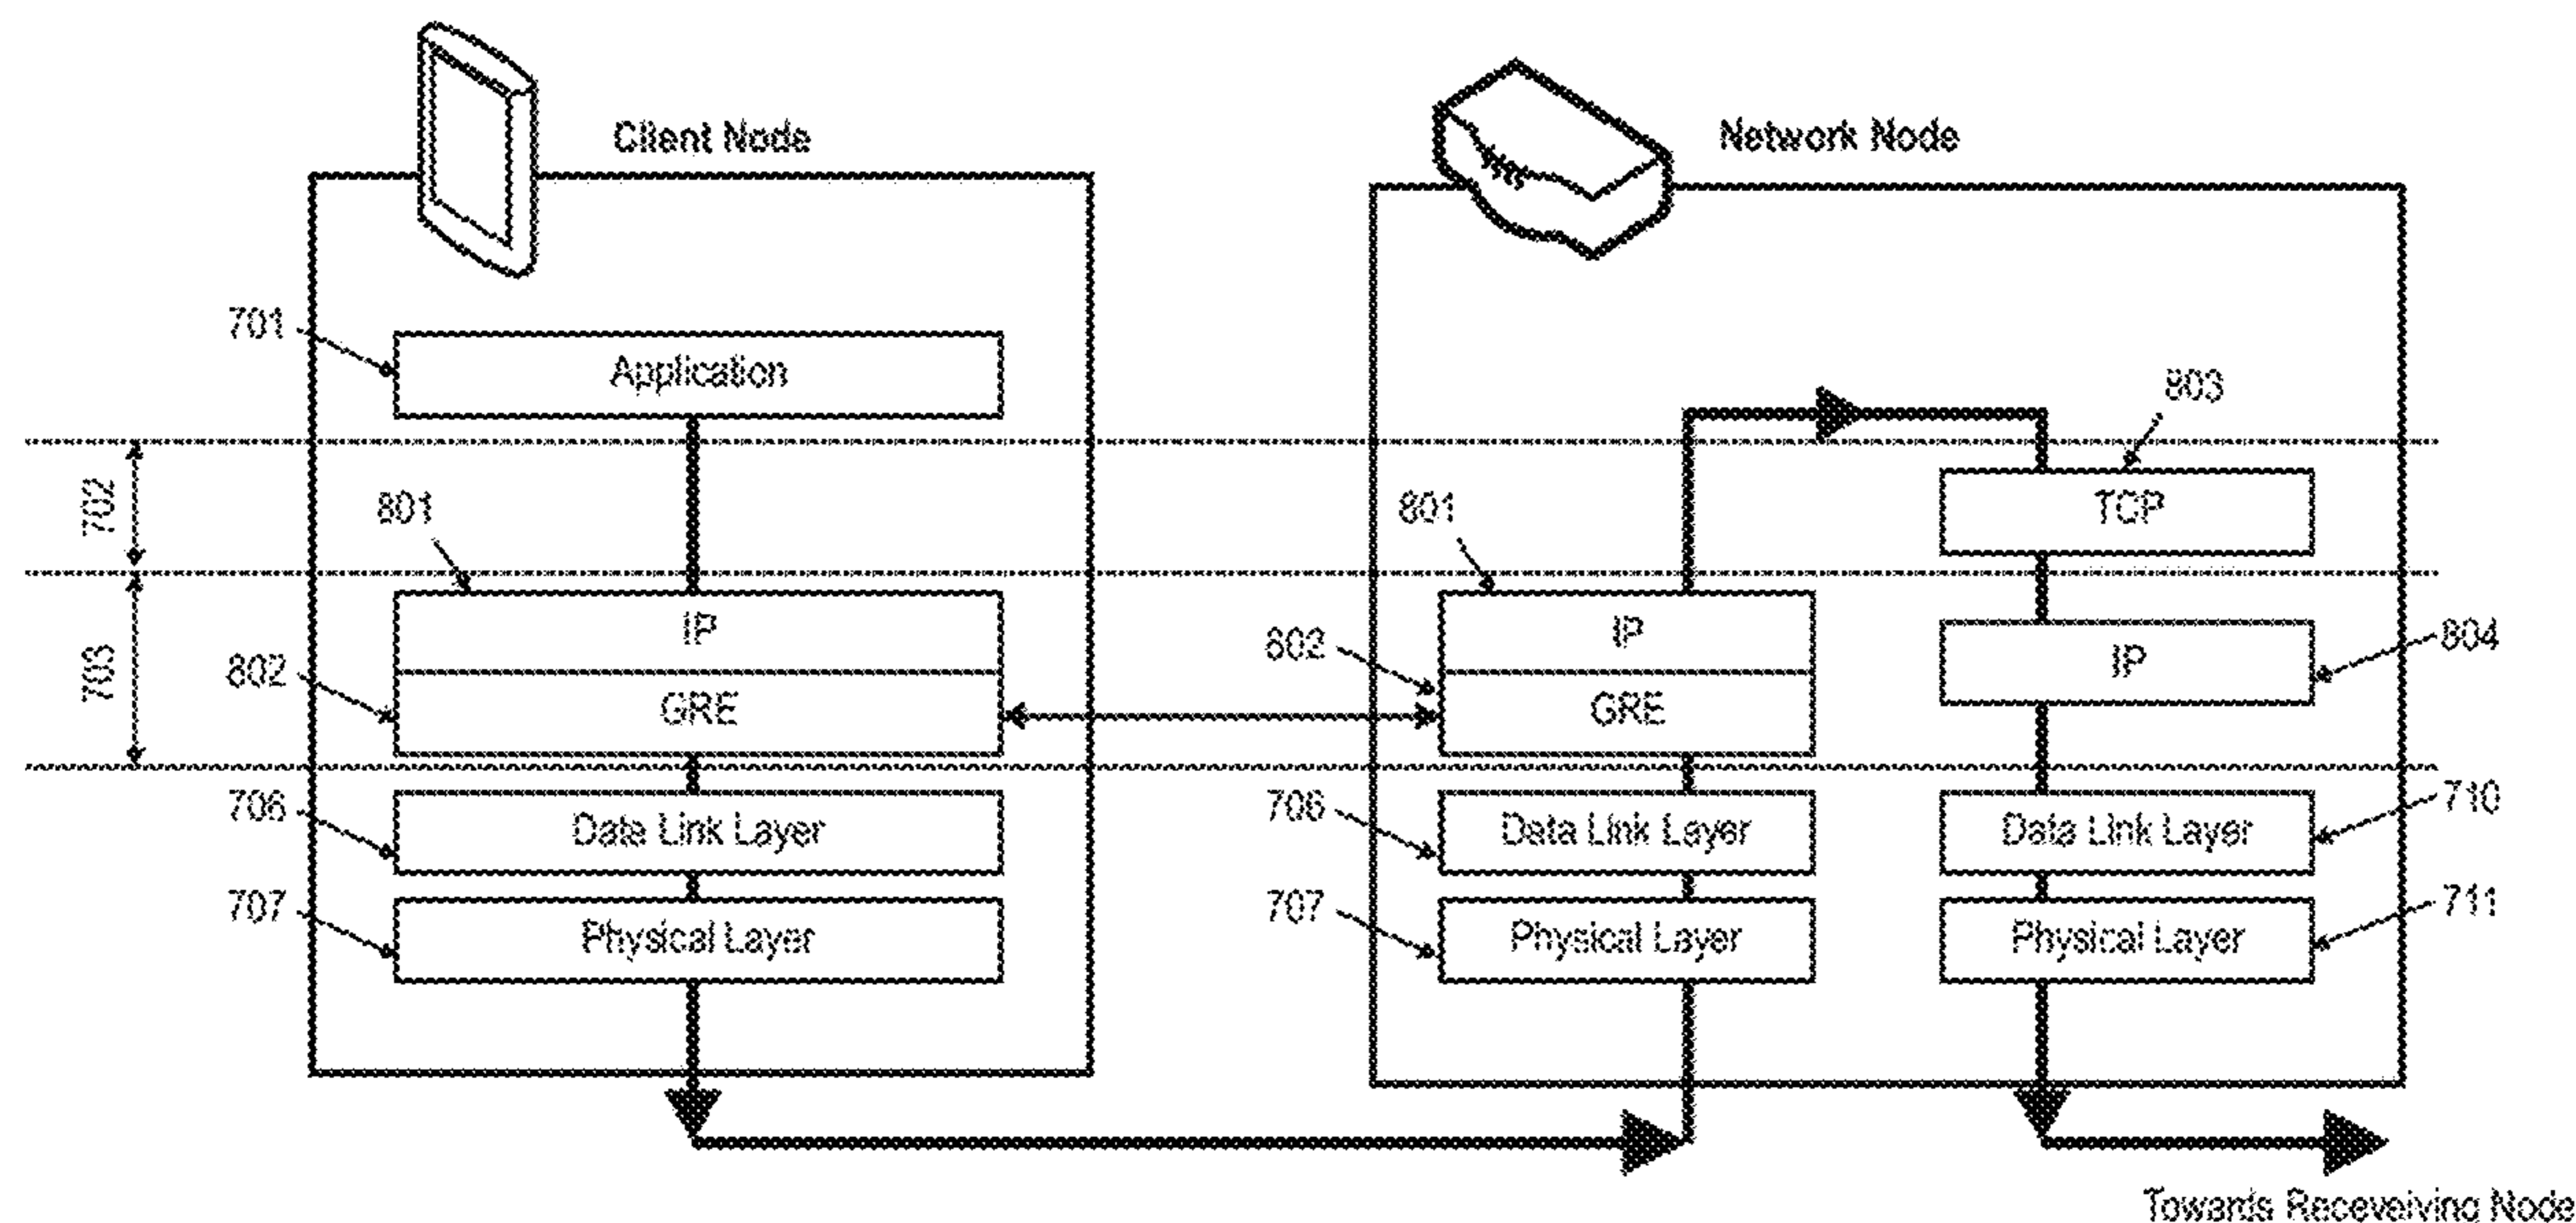 Client Node
Network Node
701
Application
803
TCP
702
801
801
IP
IP
804
IP
703
802
GRE
802
GRE
706
Data Link Layer
706
Data Link Layer
Data Link Layer
710
707
Physical Layer
707
Physical Layer
Physical Layer
711
Towards Receveiving Node